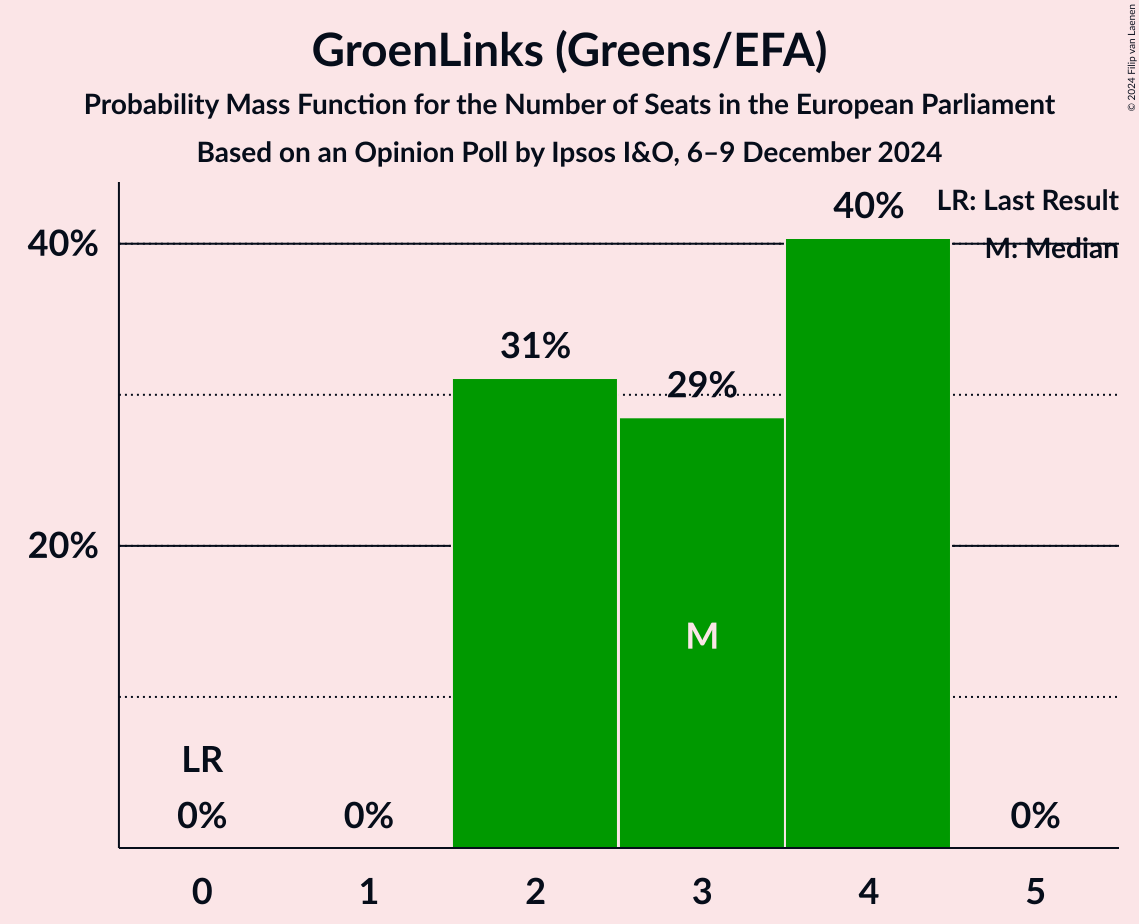 GroenLinks (Greens/EFA)
Probability Mass Function for the Number of Seats in the European Parliament
Based on an Opinion Poll by Ipsos I&O, 6–9 December 2024
© 2024 Filip van Laenen
LR: Last Result
M: Median
40%
20%
40%
31%
29%
M
LR
0%
0%
0%
0
1
2
3
4
5